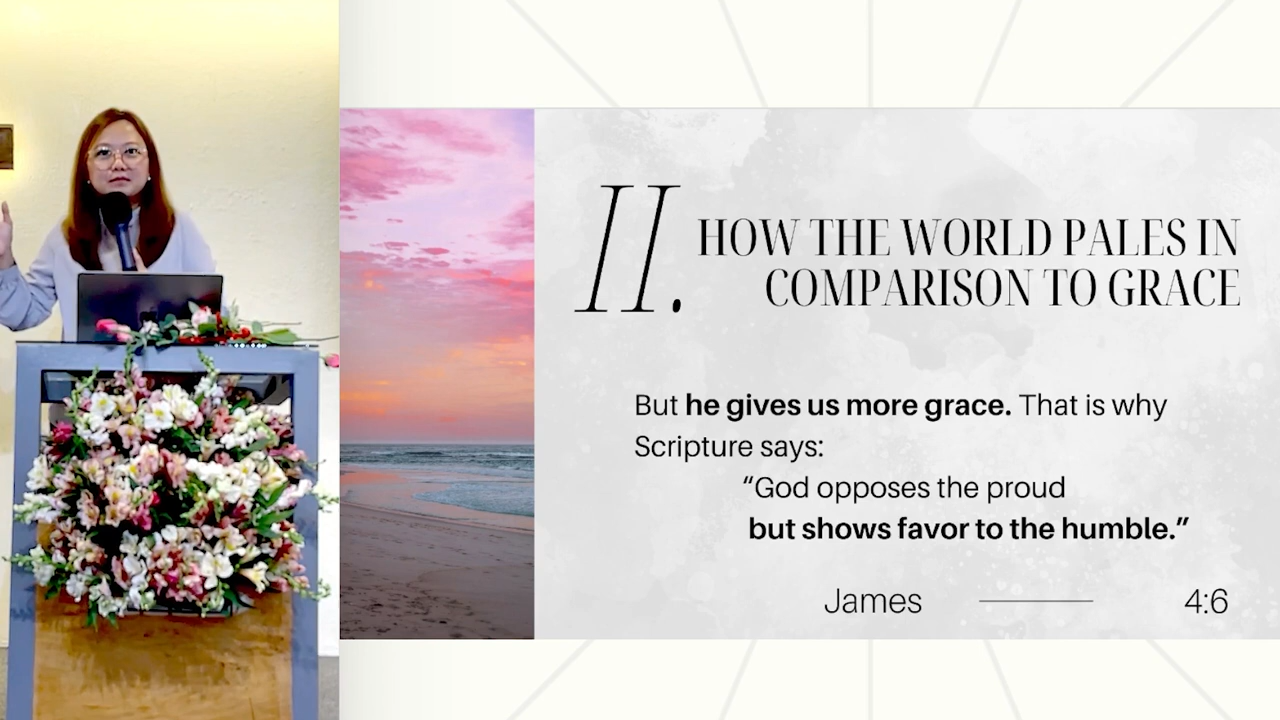 II.
HOW THE WORLD PALES IN
COMPARISON TO GRACE
But he gives us more grace. That is why
Scripture says:
“God opposes the proud
but shows favor to the humble.”
James 4:6